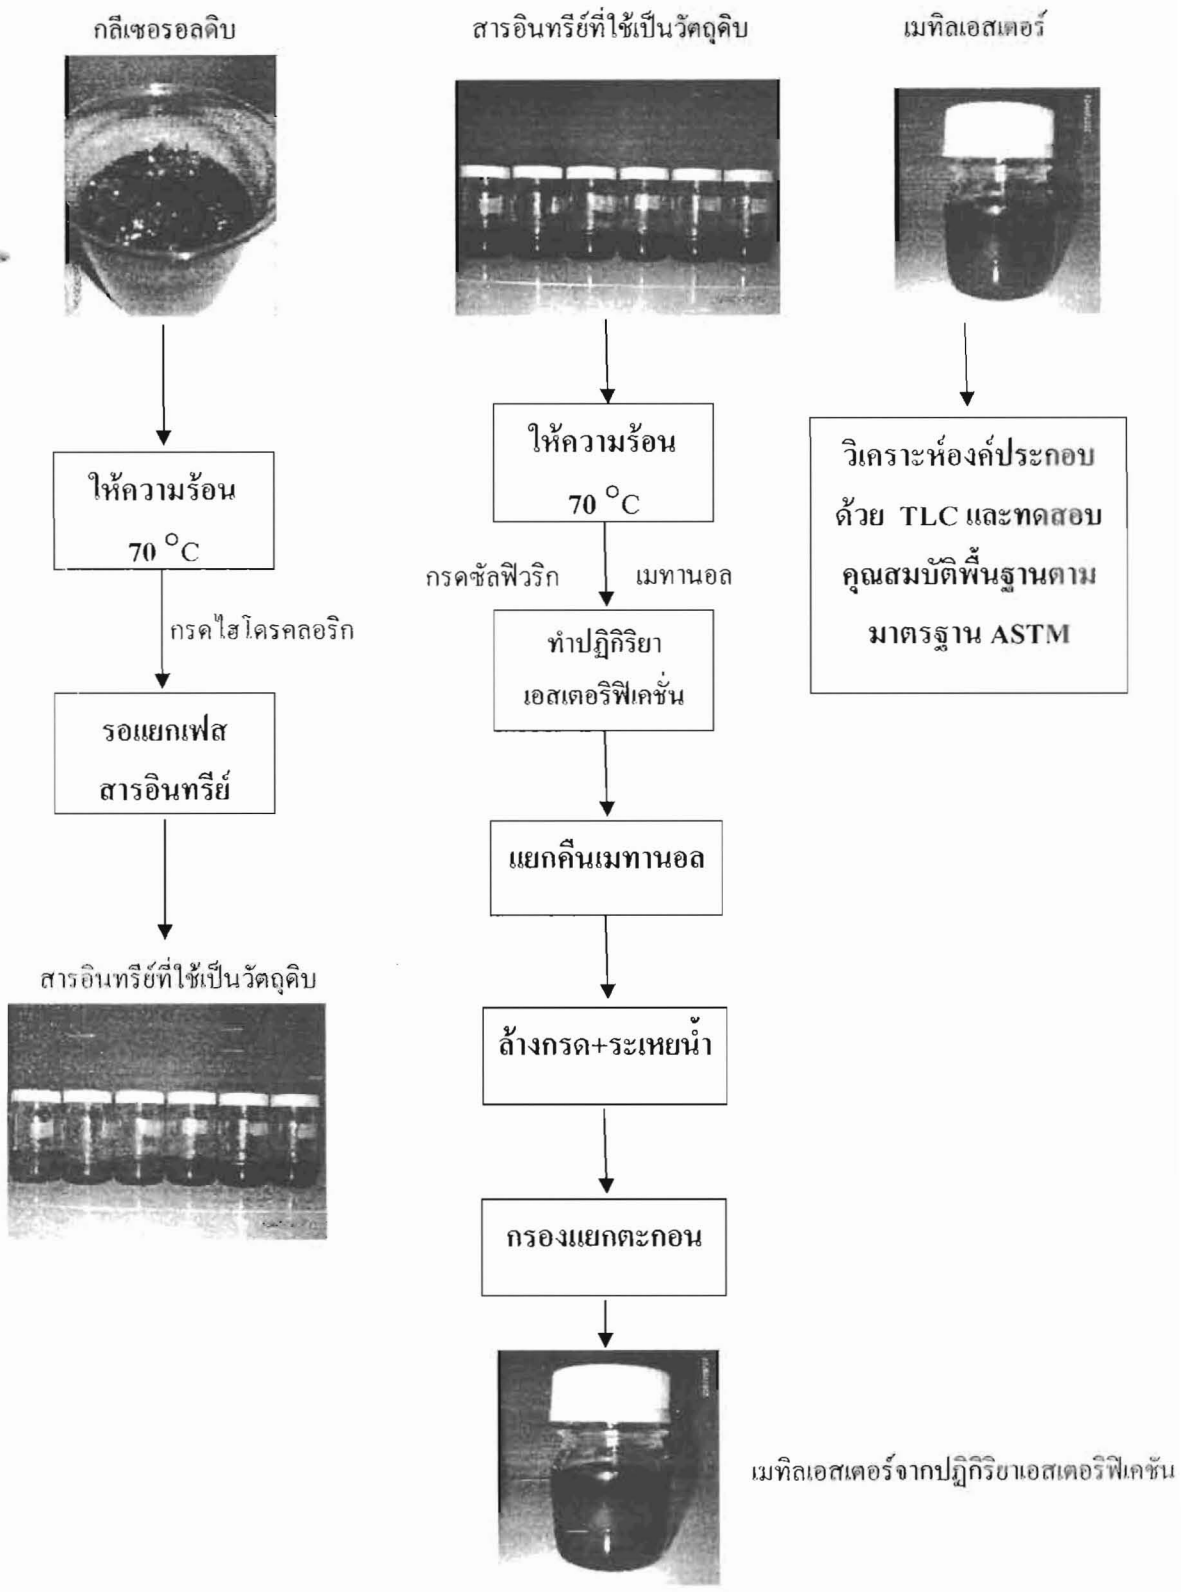 กลีเซอรอลดิบ
ให้ความร้อน
70 °C
กรดไฮโดรคลอริก
รอแยกเฟส
สารอินทรีย์
สารอินทรีย์ที่ใช้เป็นวัตถุดิบ
สารอินทรีย์ที่ใช้เป็นวัตถุดิบ
ให้ความร้อน
70 °C
กรดซัลฟิวริก เมทานอล
ทำปฏิกิริยา
เอสเตอริฟิเคชั่น
แยกคืนเมทานอล
ล้างกรด+ระเหยน้ำ
กรองแยกตะกอน
เมทิลเอสเตอร์จากปฏิกิริยาเอสเตอริฟิเคชัน
เมทิลเอสเตอร์
วิเคราะห์องค์ประกอบ
ด้วย TLC และทดสอบ
คุณสมบัติพื้นฐานตาม
มาตรฐาน ASTM